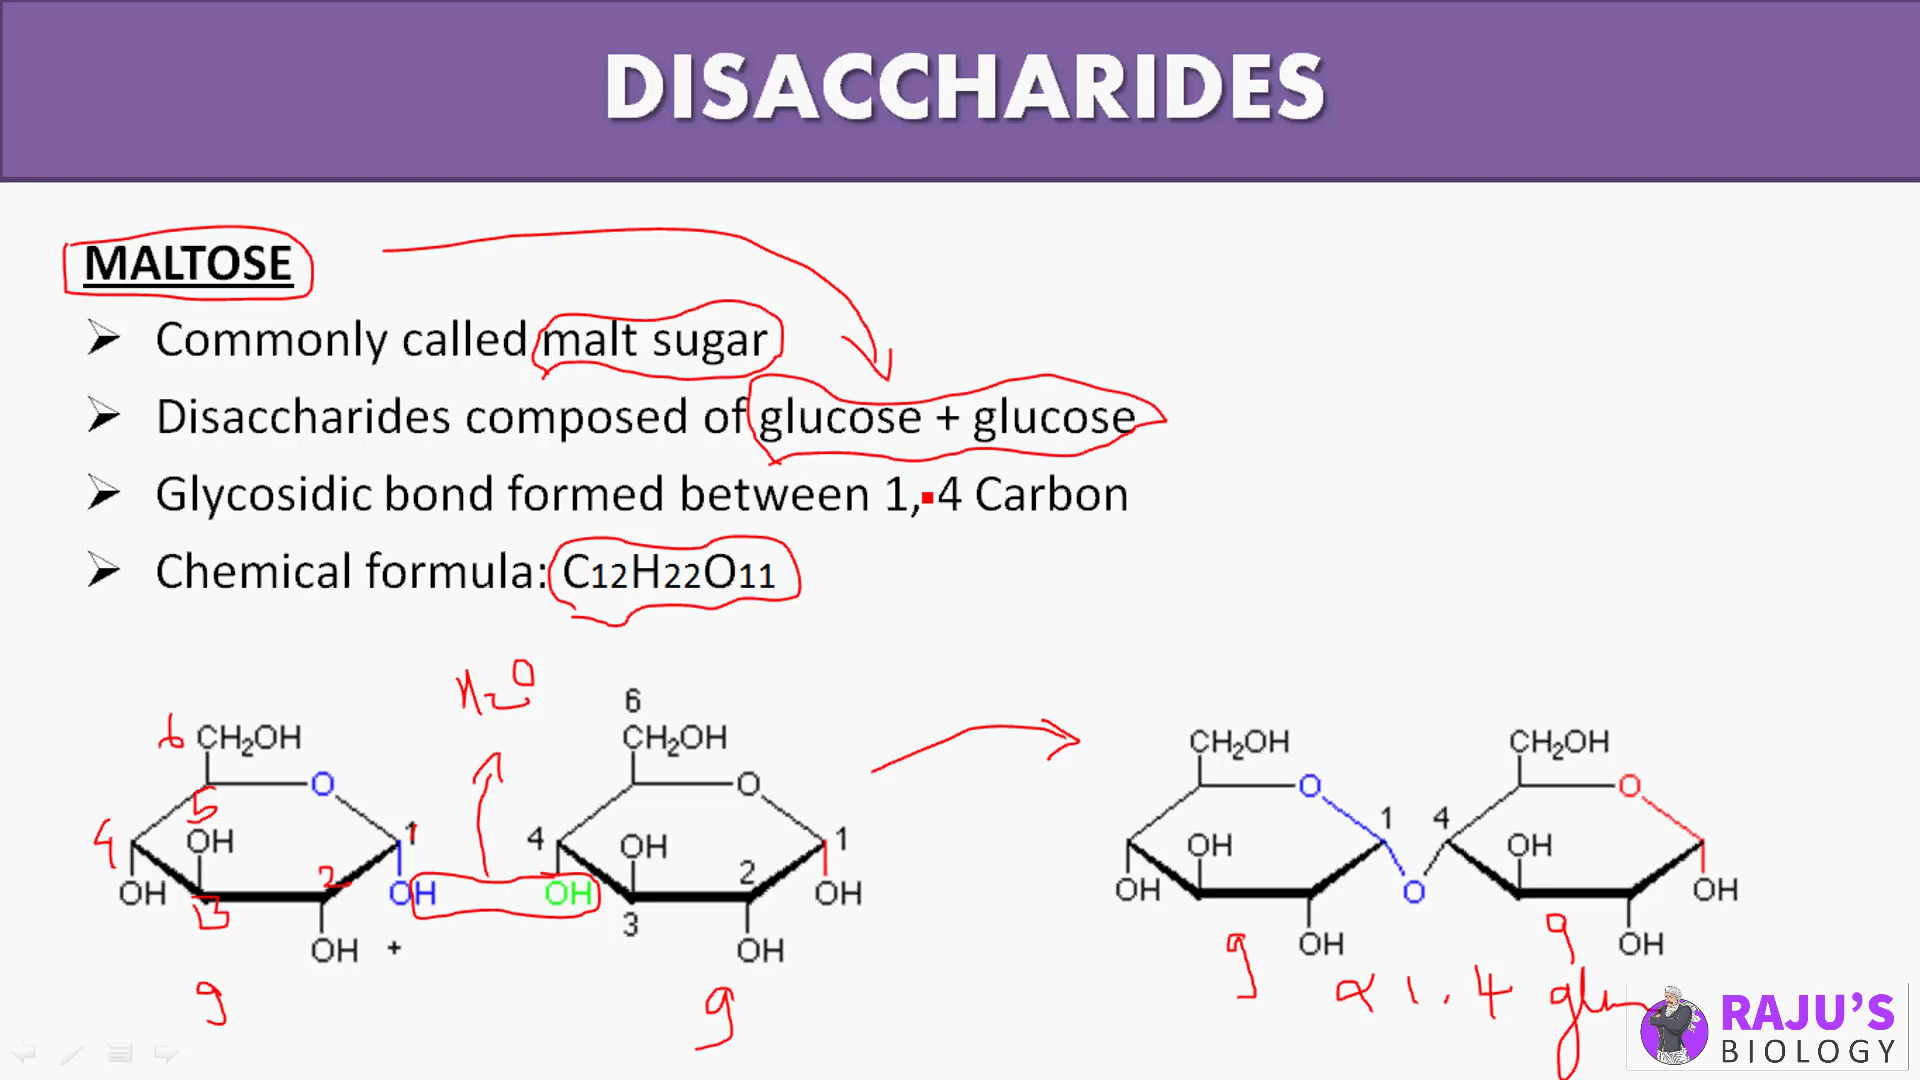 DISACCHARIDES
MALTOSE
➢ Commonly called malt sugar
➢ Disaccharides composed of glucose + glucose
➢ Glycosidic bond formed between 1,-4 Carbon
➢ Chemical formula: C12H22O11
H2O
6 CH2OH O 5 4 OH OH 1 2 3 OH OH +
6 CH2OH O 4 OH OH 1 2 3 OH OH
CH2OH O OH OH 1 OH O
CH2OH O 4 OH OH OH
g
g
g
g
α 1.4
RAJU'S
BIOLOGY